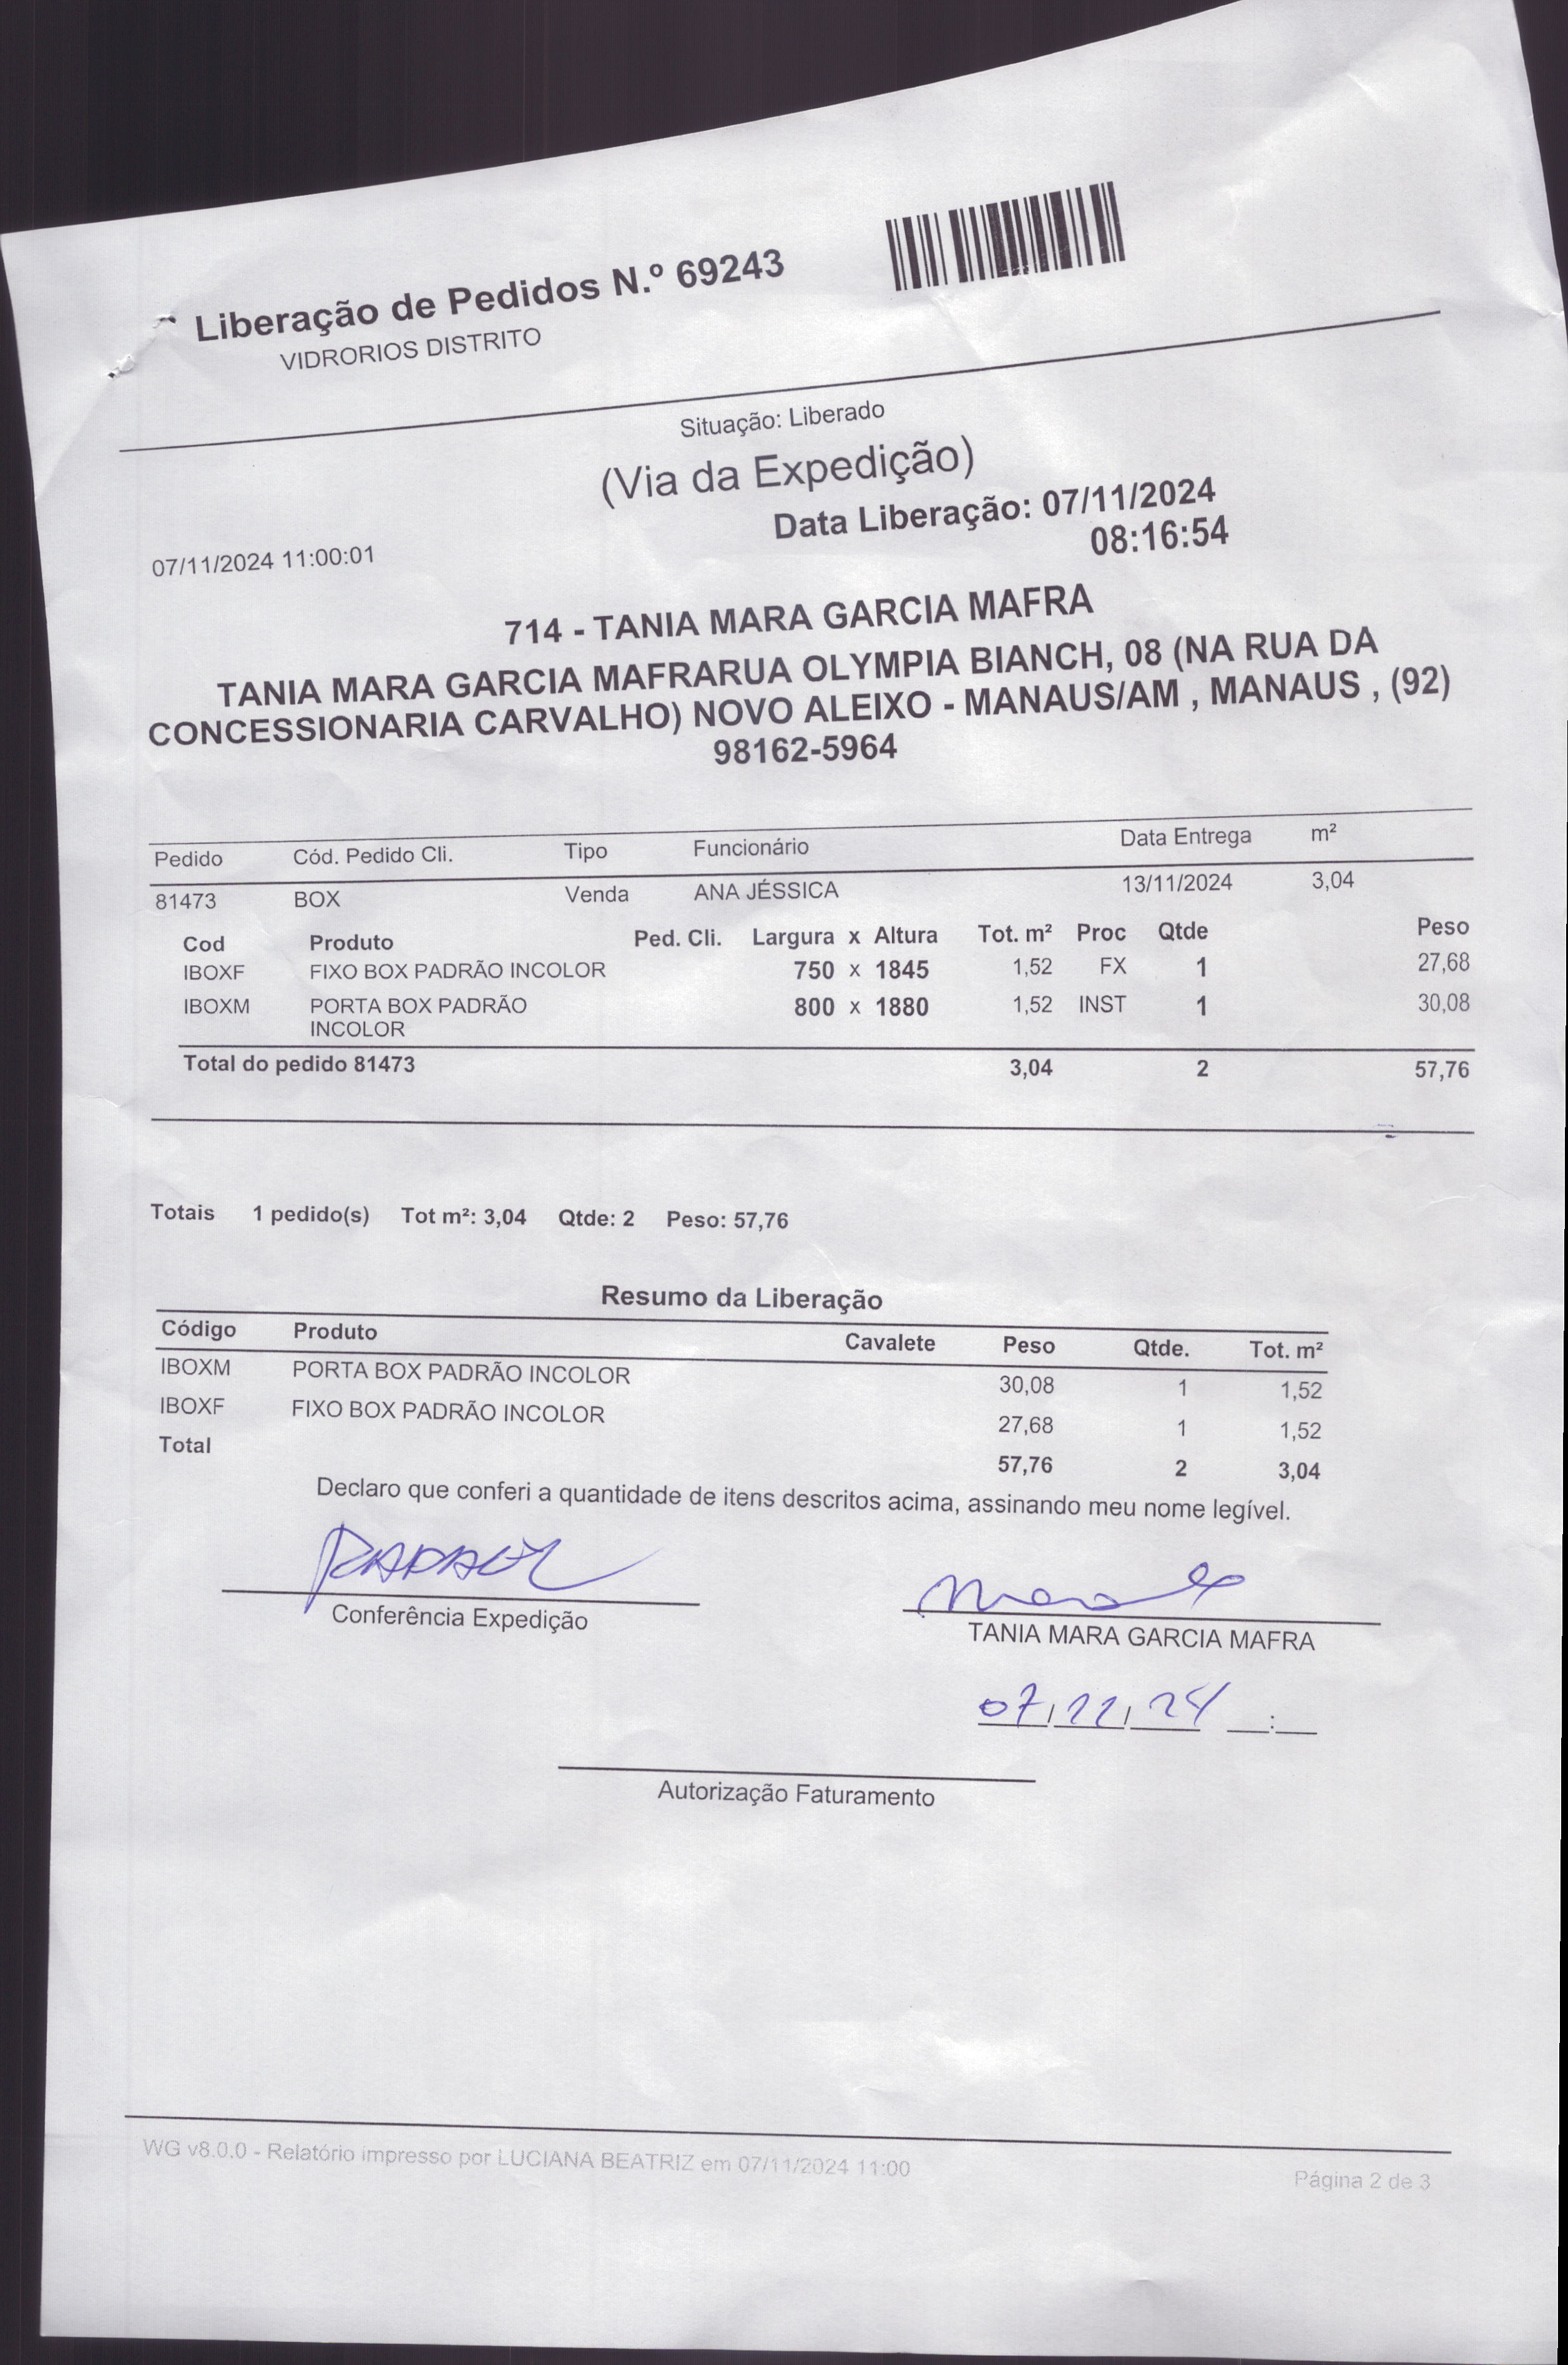 Liberação de Pedidos N.º 69243
VIDRORIOS DISTRITO
Situação: Liberado
(Via da Expedição)
Data Liberação: 07/11/2024
08:16:54
07/11/2024 11:00:01
714 - TANIA MARA GARCIA MAFRA
TANIA MARA GARCIA MAFRARUA OLYMPIA BIANCH, 08 (NA RUA DA
CONCESSIONARIA CARVALHO) NOVO ALEIXO - MANAUS/AM , MANAUS , (92)
98162-5964
Pedido Cód. Pedido Cli. Tipo Funcionário Data Entrega m²
81473 BOX Venda ANA JÉSSICA 13/11/2024 3,04
Cod Produto Ped. Cli. Largura x Altura Tot. m² Proc Qtde Peso
IBOXF FIXO BOX PADRÃO INCOLOR 750 x 1845 1,52 FX 1 27,68
IBOXM PORTA BOX PADRÃO 800 x 1880 1,52 INST 1 30,08
INCOLOR
Total do pedido 81473 3,04 2 57,76
Totais 1 pedido(s) Tot m²: 3,04 Qtde: 2 Peso: 57,76
Resumo da Liberação
Código Produto Cavalete Peso Qtde. Tot. m²
IBOXM PORTA BOX PADRÃO INCOLOR 30,08 1 1,52
IBOXF FIXO BOX PADRÃO INCOLOR 27,68 1 1,52
Total 57,76 2 3,04
Declaro que conferi a quantidade de itens descritos acima, assinando meu nome legível.
RAFAEL
Conferência Expedição
TANIA MARA GARCIA MAFRA
07/11/24 __:__
Autorização Faturamento
WG v8.0.0 - Relatório impresso por LUCIANA BEATRIZ em 07/11/2024 11:00
Página 2 de 3